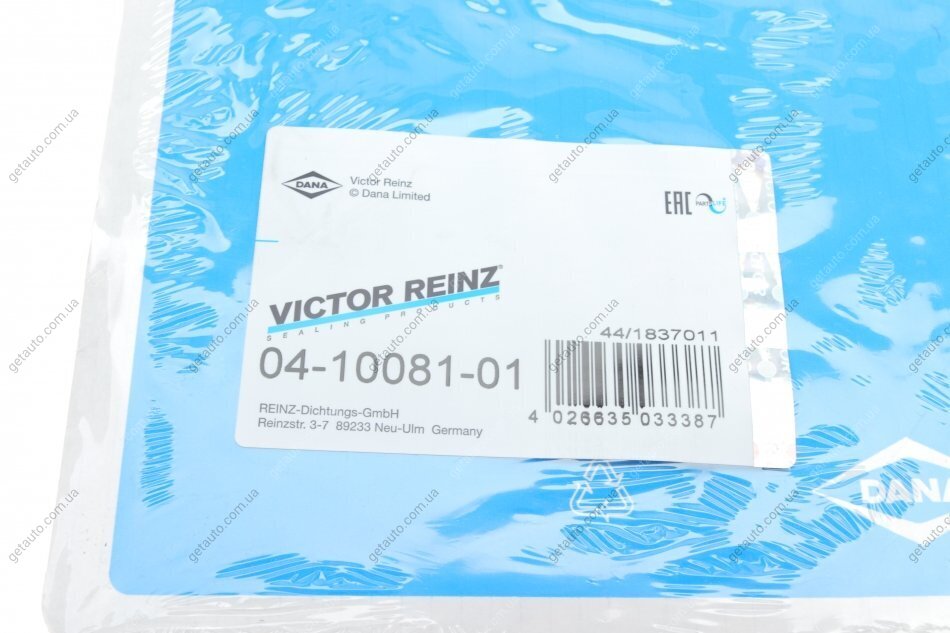 DANA
Victor Reinz
© Dana Limited
EAC
PARTSLIFE
VICTOR REINZ®
SEALING PRODUCTS
04-10081-01
44/1837011
4 026635 033387
REINZ-Dichtungs-GmbH
Reinzstr. 3-7 89233 Neu-Ulm Germany
DANA
getauto.com.ua